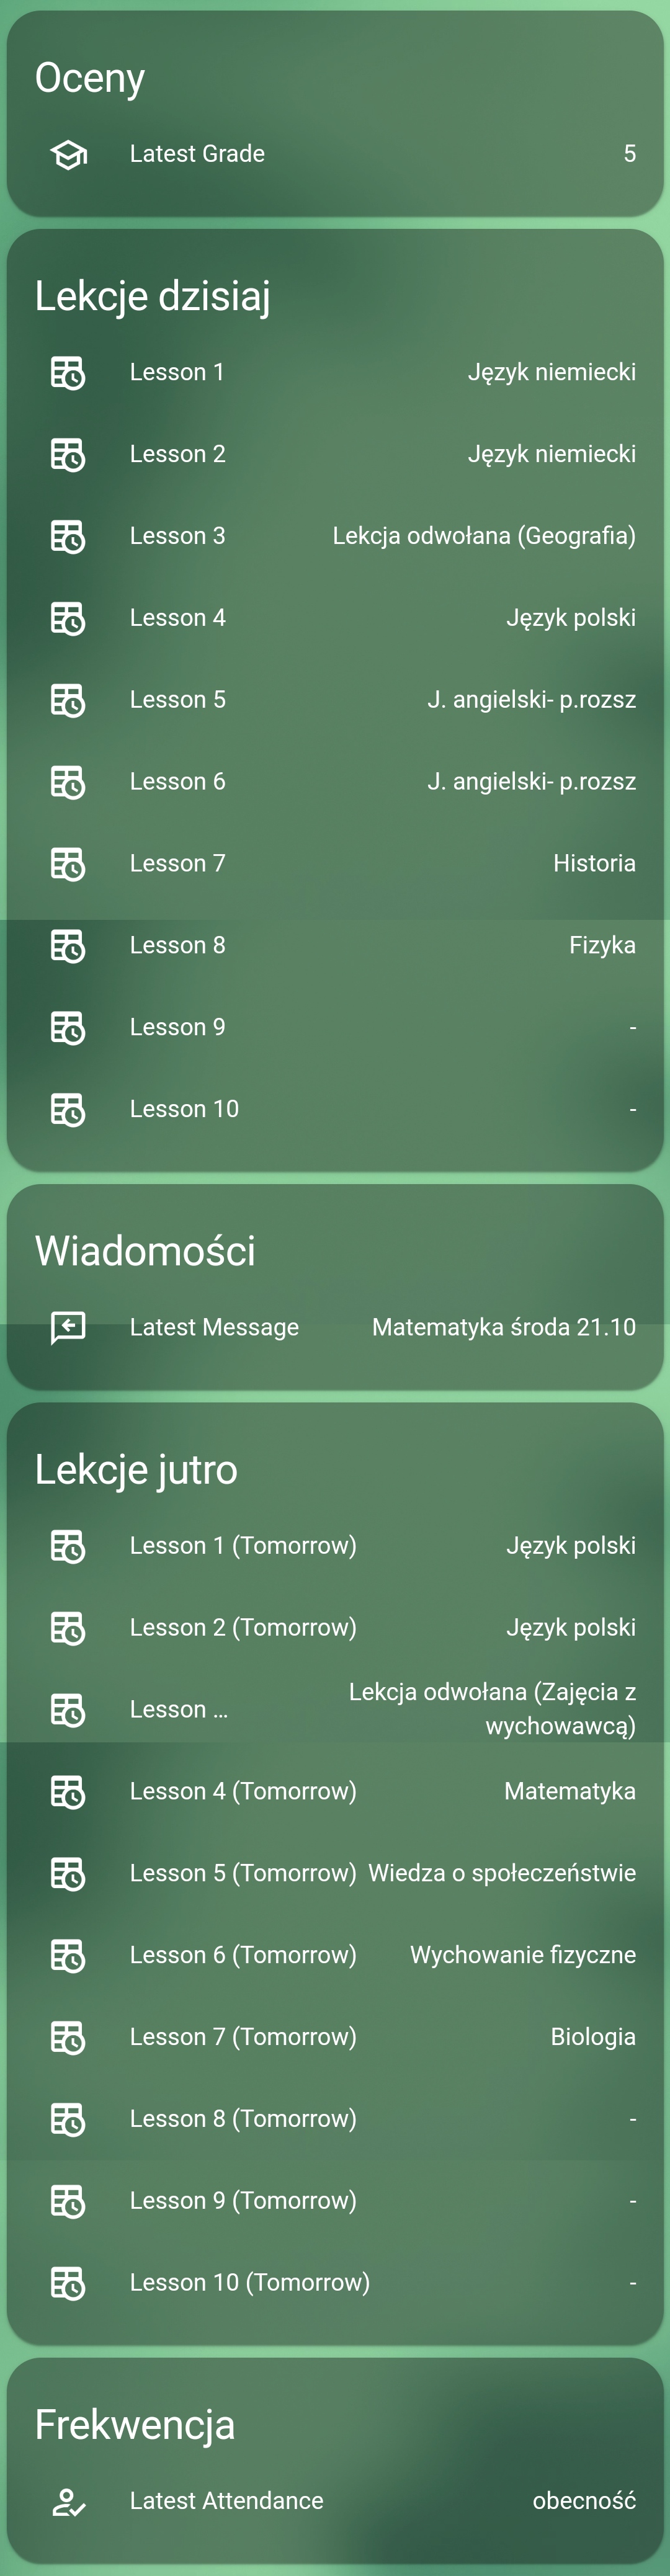 Oceny
Latest Grade 5
Lekcje dzisiaj
Lesson 1 Język niemiecki
Lesson 2 Język niemiecki
Lesson 3 Lekcja odwołana (Geografia)
Lesson 4 Język polski
Lesson 5 J. angielski- p.rozsz
Lesson 6 J. angielski- p.rozsz
Lesson 7 Historia
Lesson 8 Fizyka
Lesson 9 -
Lesson 10 -
Wiadomości
Latest Message Matematyka środa 21.10
Lekcje jutro
Lesson 1 (Tomorrow) Język polski
Lesson 2 (Tomorrow) Język polski
Lesson ... Lekcja odwołana (Zajęcia z
wychowawcą)
Lesson 4 (Tomorrow) Matematyka
Lesson 5 (Tomorrow) Wiedza o społeczeństwie
Lesson 6 (Tomorrow) Wychowanie fizyczne
Lesson 7 (Tomorrow) Biologia
Lesson 8 (Tomorrow) -
Lesson 9 (Tomorrow) -
Lesson 10 (Tomorrow) -
Frekwencja
Latest Attendance obecność